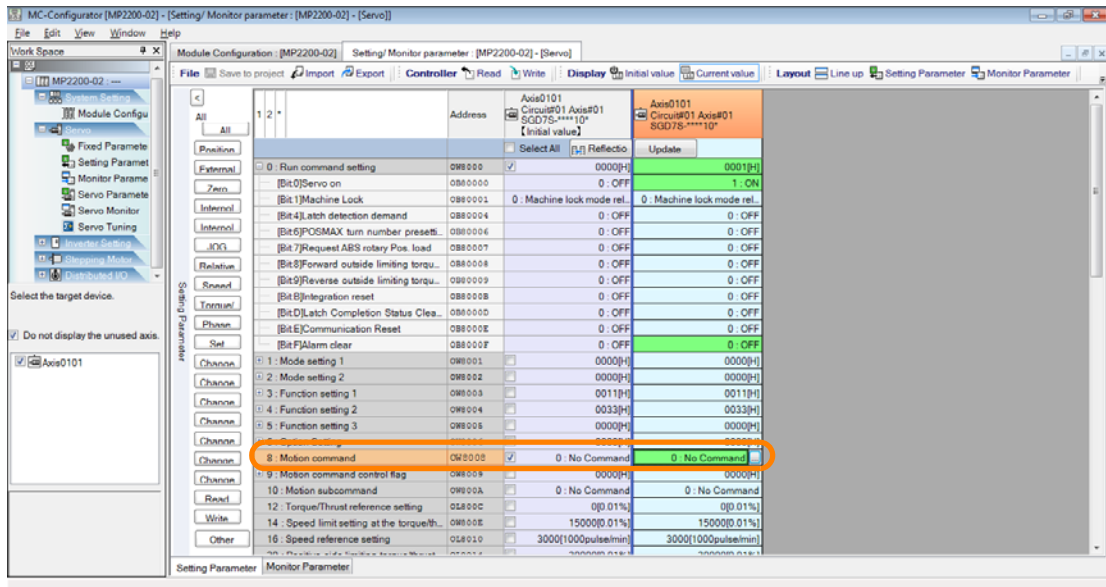 MC-Configurator [MP2200-02] - [Setting/ Monitor parameter : [MP2200-02] - [Servo]]
File Edit View Window Help
Work Space
MP2200-02 : ---
System Setting
Module Configu
Servo
Fixed Paramete
Setting Paramet
Monitor Parame
Servo Paramete
Servo Monitor
Servo Tuning
Inverter Setting
Stepping Motor
Distributed I/O
Select the target device.
Do not display the unused axis.
Axis0101
Module Configuration : [MP2200-02] Setting/ Monitor parameter : [MP2200-02] - [Servo]
File Save to project Import Export Controller Read Write Display Initial value Current value Layout Line up Setting Parameter Monitor Parameter
Setting Parameter
<
All
All
Position
External
Zero
Internol
Internol
JOG
Relative
Speed
Torque/
Phase
Set
Change
Change
Change
Change
Change
Change
Change
Read
Write
Other
1 2 * Address
Axis0101
Circuit#01 Axis#01
SGD7S-****10*
【Initial value】
Axis0101
Circuit#01 Axis#01
SGD7S-****10*
Select All Reflectio Update
0 : Run command setting OW8000 0000[H] 0001[H]
[Bit:0]Servo on OB80000 0 : OFF 1 : ON
[Bit:1]Machine Lock OB80001 0 : Machine lock mode rel.. 0 : Machine lock mode rel..
[Bit:4]Latch detection demand OB80004 0 : OFF 0 : OFF
[Bit:6]POSMAX turn number presetti.. OB80006 0 : OFF 0 : OFF
[Bit:7]Request ABS rotary Pos. load OB80007 0 : OFF 0 : OFF
[Bit:8]Forward outside limiting torqu.. OB80008 0 : OFF 0 : OFF
[Bit:9]Reverse outside limiting torqu.. OB80009 0 : OFF 0 : OFF
[Bit:B]Integration reset OB8000B 0 : OFF 0 : OFF
[Bit:D]Latch Completion Status Clea.. OB8000D 0 : OFF 0 : OFF
[Bit:E]Communication Reset OB8000E 0 : OFF 0 : OFF
[Bit:F]Alarm clear OB8000F 0 : OFF 0 : OFF
1 : Mode setting 1 OW8001 0000[H] 0000[H]
2 : Mode setting 2 OW8002 0000[H] 0000[H]
3 : Function setting 1 OW8003 0011[H] 0011[H]
4 : Function setting 2 OW8004 0033[H] 0033[H]
5 : Function setting 3 OW8005 0000[H] 0000[H]
8 : Motion command OW8008 0 : No Command 0 : No Command
9 : Motion command control flag OW8009 0000[H] 0000[H]
10 : Motion subcommand OW800A 0 : No Command 0 : No Command
12 : Torque/Thrust reference setting OL800C 0[0.01%] 0[0.01%]
14 : Speed limit setting at the torque/th.. OW800E 15000[0.01%] 15000[0.01%]
16 : Speed reference setting OL8010 3000[1000pulse/min] 3000[1000pulse/min]
Setting Parameter Monitor Parameter